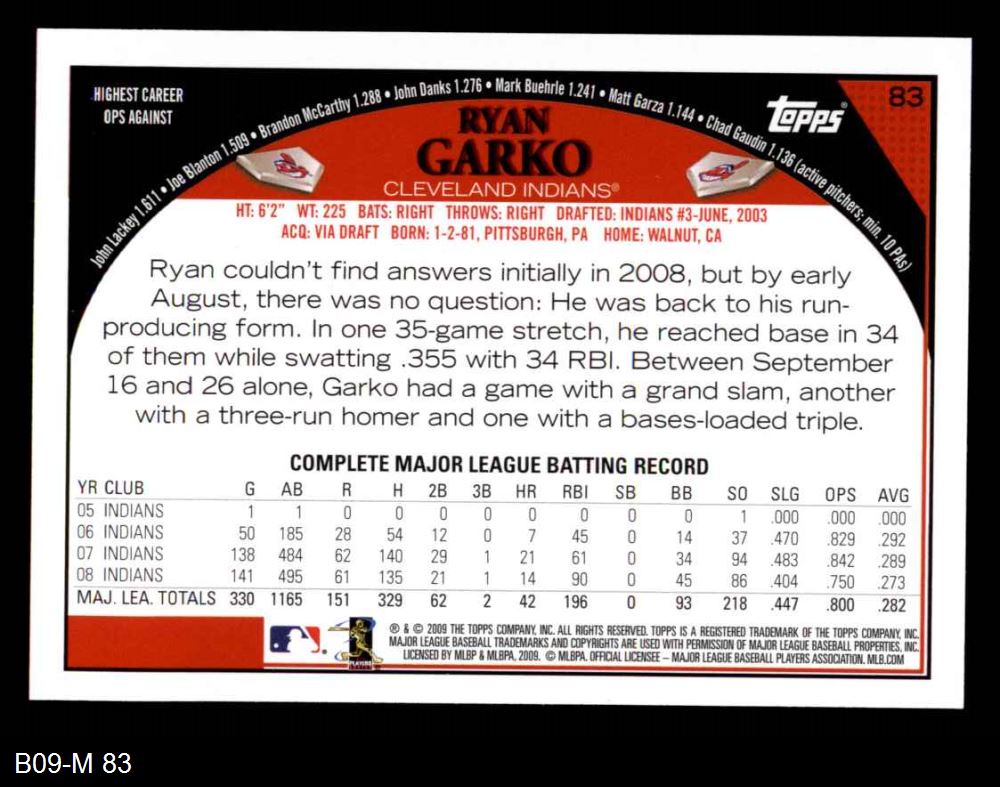 HIGHEST CAREER
OPS AGAINST
John Lackey 1.611 • Joe Blanton 1.509 • Brandon McCarthy 1.288 • John Danks 1.276 • Mark Buehrle 1.241 • Matt Garza 1.144 • Chad Gaudin 1.136 (active pitchers; min. 10 PAs)
Topps®
83
RYAN
GARKO
CLEVELAND INDIANS®
HT: 6'2" WT: 225 BATS: RIGHT THROWS: RIGHT DRAFTED: INDIANS #3-JUNE, 2003
ACQ: VIA DRAFT BORN: 1-2-81, PITTSBURGH, PA HOME: WALNUT, CA
Ryan couldn't find answers initially in 2008, but by early
August, there was no question: He was back to his run-
producing form. In one 35-game stretch, he reached base in 34
of them while swatting .355 with 34 RBI. Between September
16 and 26 alone, Garko had a game with a grand slam, another
with a three-run homer and one with a bases-loaded triple.
COMPLETE MAJOR LEAGUE BATTING RECORD
YR CLUB G AB R H 2B 3B HR RBI SB BB SO SLG OPS AVG
05 INDIANS 1 1 0 0 0 0 0 0 0 0 1 .000 .000 .000
06 INDIANS 50 185 28 54 12 0 7 45 0 14 37 .470 .829 .292
07 INDIANS 138 484 62 140 29 1 21 61 0 34 94 .483 .842 .289
08 INDIANS 141 495 61 135 21 1 14 90 0 45 86 .404 .750 .273
MAJ. LEA. TOTALS 330 1165 151 329 62 2 42 196 0 93 218 .447 .800 .282
® & © 2009 THE TOPPS COMPANY, INC. ALL RIGHTS RESERVED. TOPPS IS A REGISTERED TRADEMARK OF THE TOPPS COMPANY, INC.
MAJOR LEAGUE BASEBALL TRADEMARKS AND COPYRIGHTS ARE USED WITH PERMISSION OF MAJOR LEAGUE BASEBALL PROPERTIES, INC.
LICENSED BY MLBP & MLBPA, 2009. © MLBPA. OFFICIAL LICENSEE – MAJOR LEAGUE BASEBALL PLAYERS ASSOCIATION. MLB.COM
PLAYERS
B09-M 83